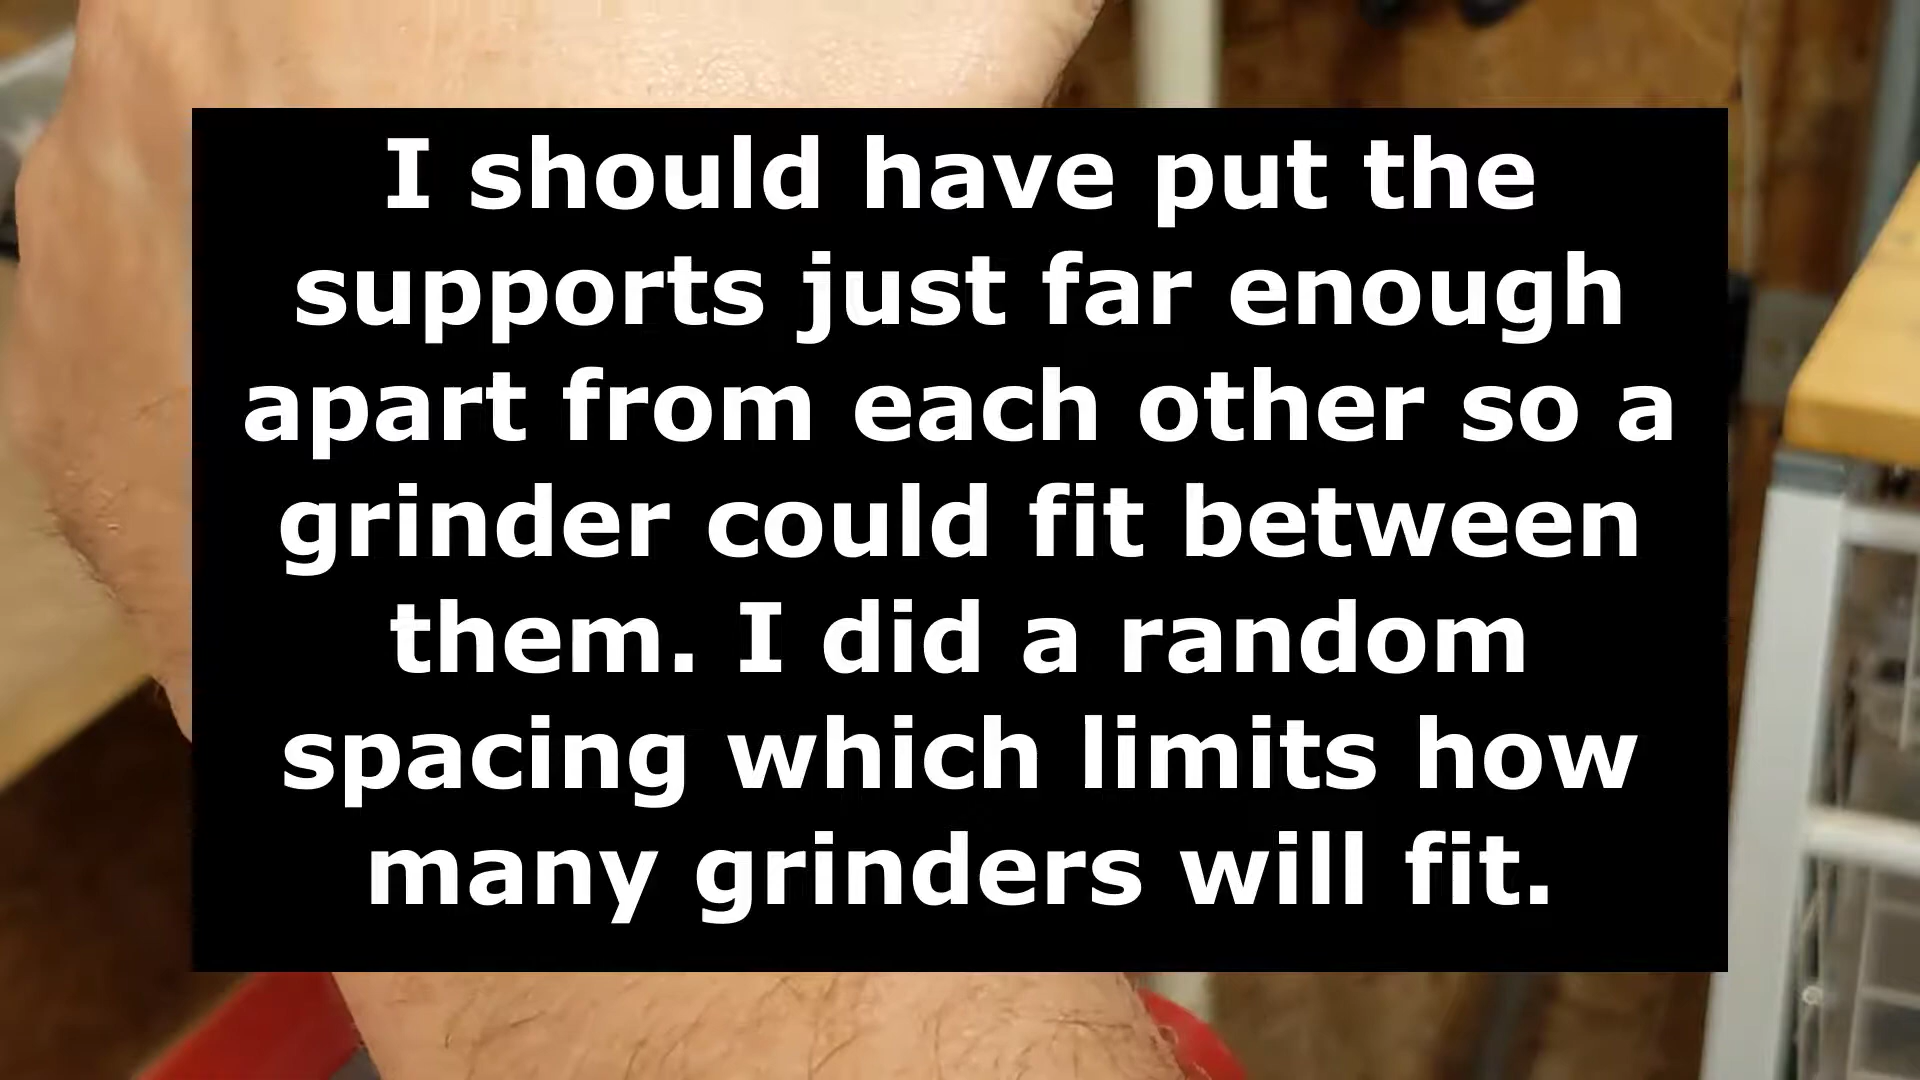 I should have put the
supports just far enough
apart from each other so a
grinder could fit between
them. I did a random
spacing which limits how
many grinders will fit.